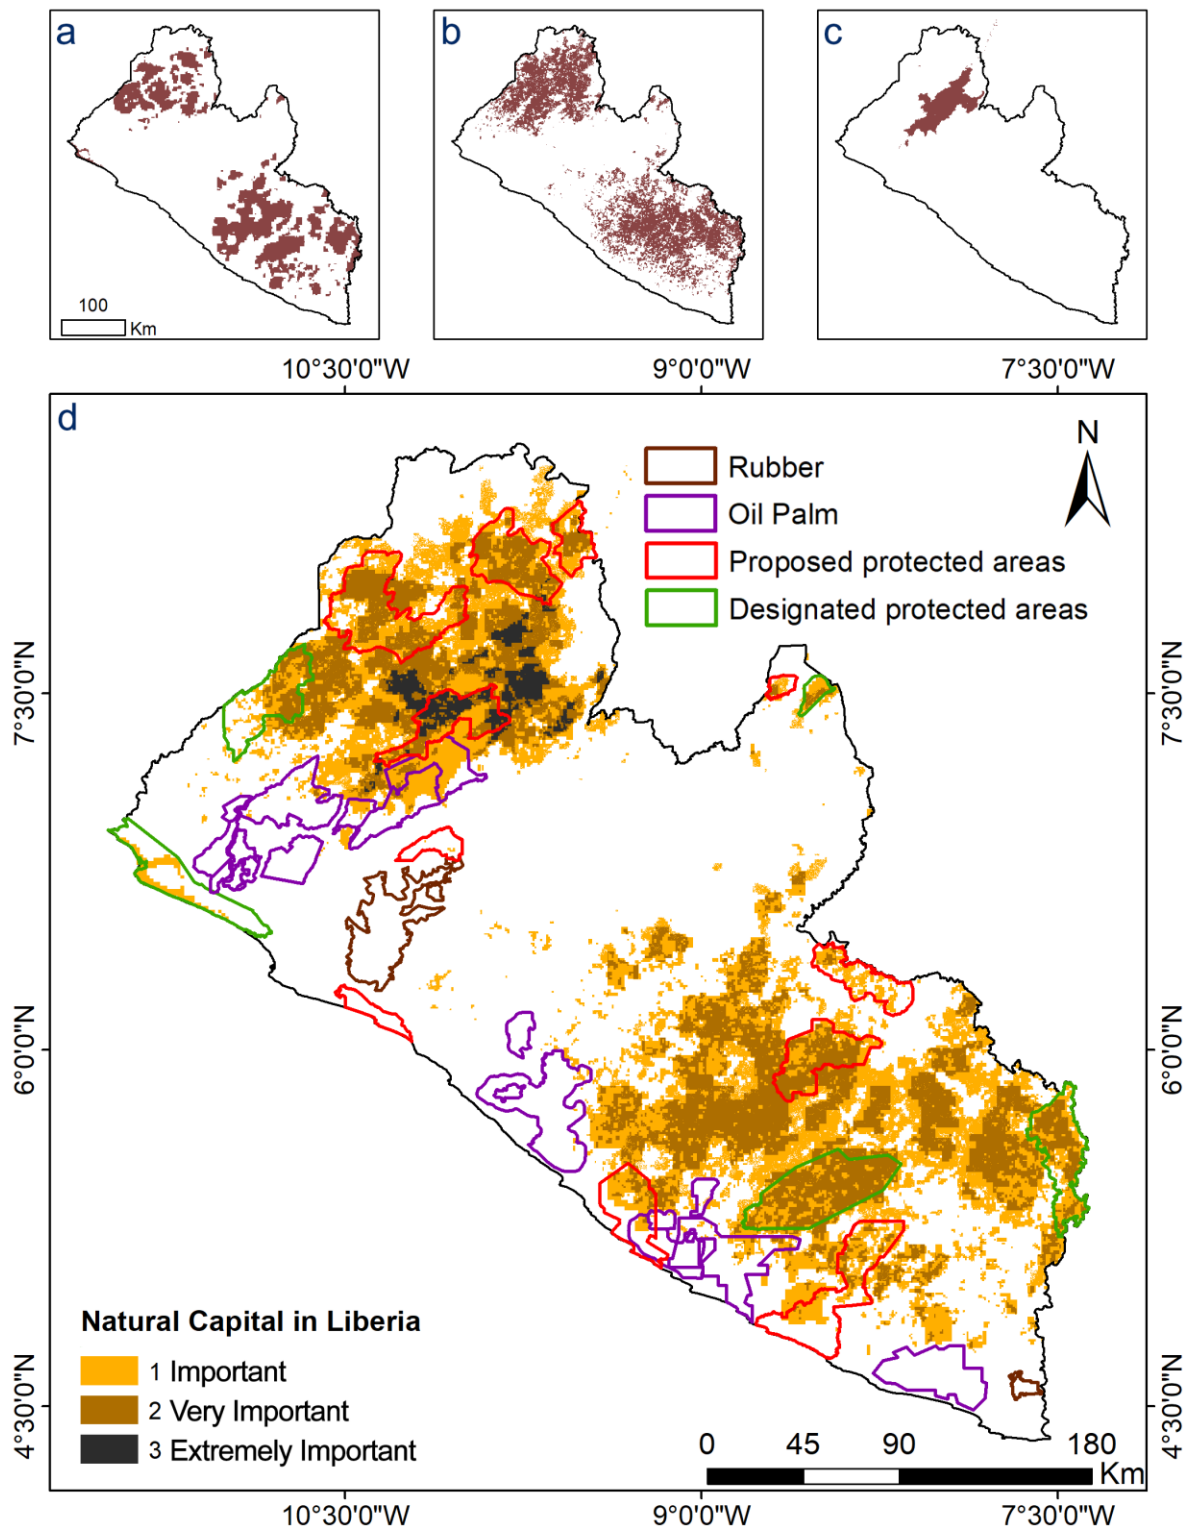 a
b
c
100
Km
10°30'0"W
9°0'0"W
7°30'0"W
d
N
Rubber
Oil Palm
Proposed protected areas
Designated protected areas
7°30'0"N
7°30'0"N
6°0'0"N
6°0'0"N
4°30'0"N
4°30'0"N
Natural Capital in Liberia
1 Important
2 Very Important
3 Extremely Important
0 45 90 180
Km
10°30'0"W
9°0'0"W
7°30'0"W